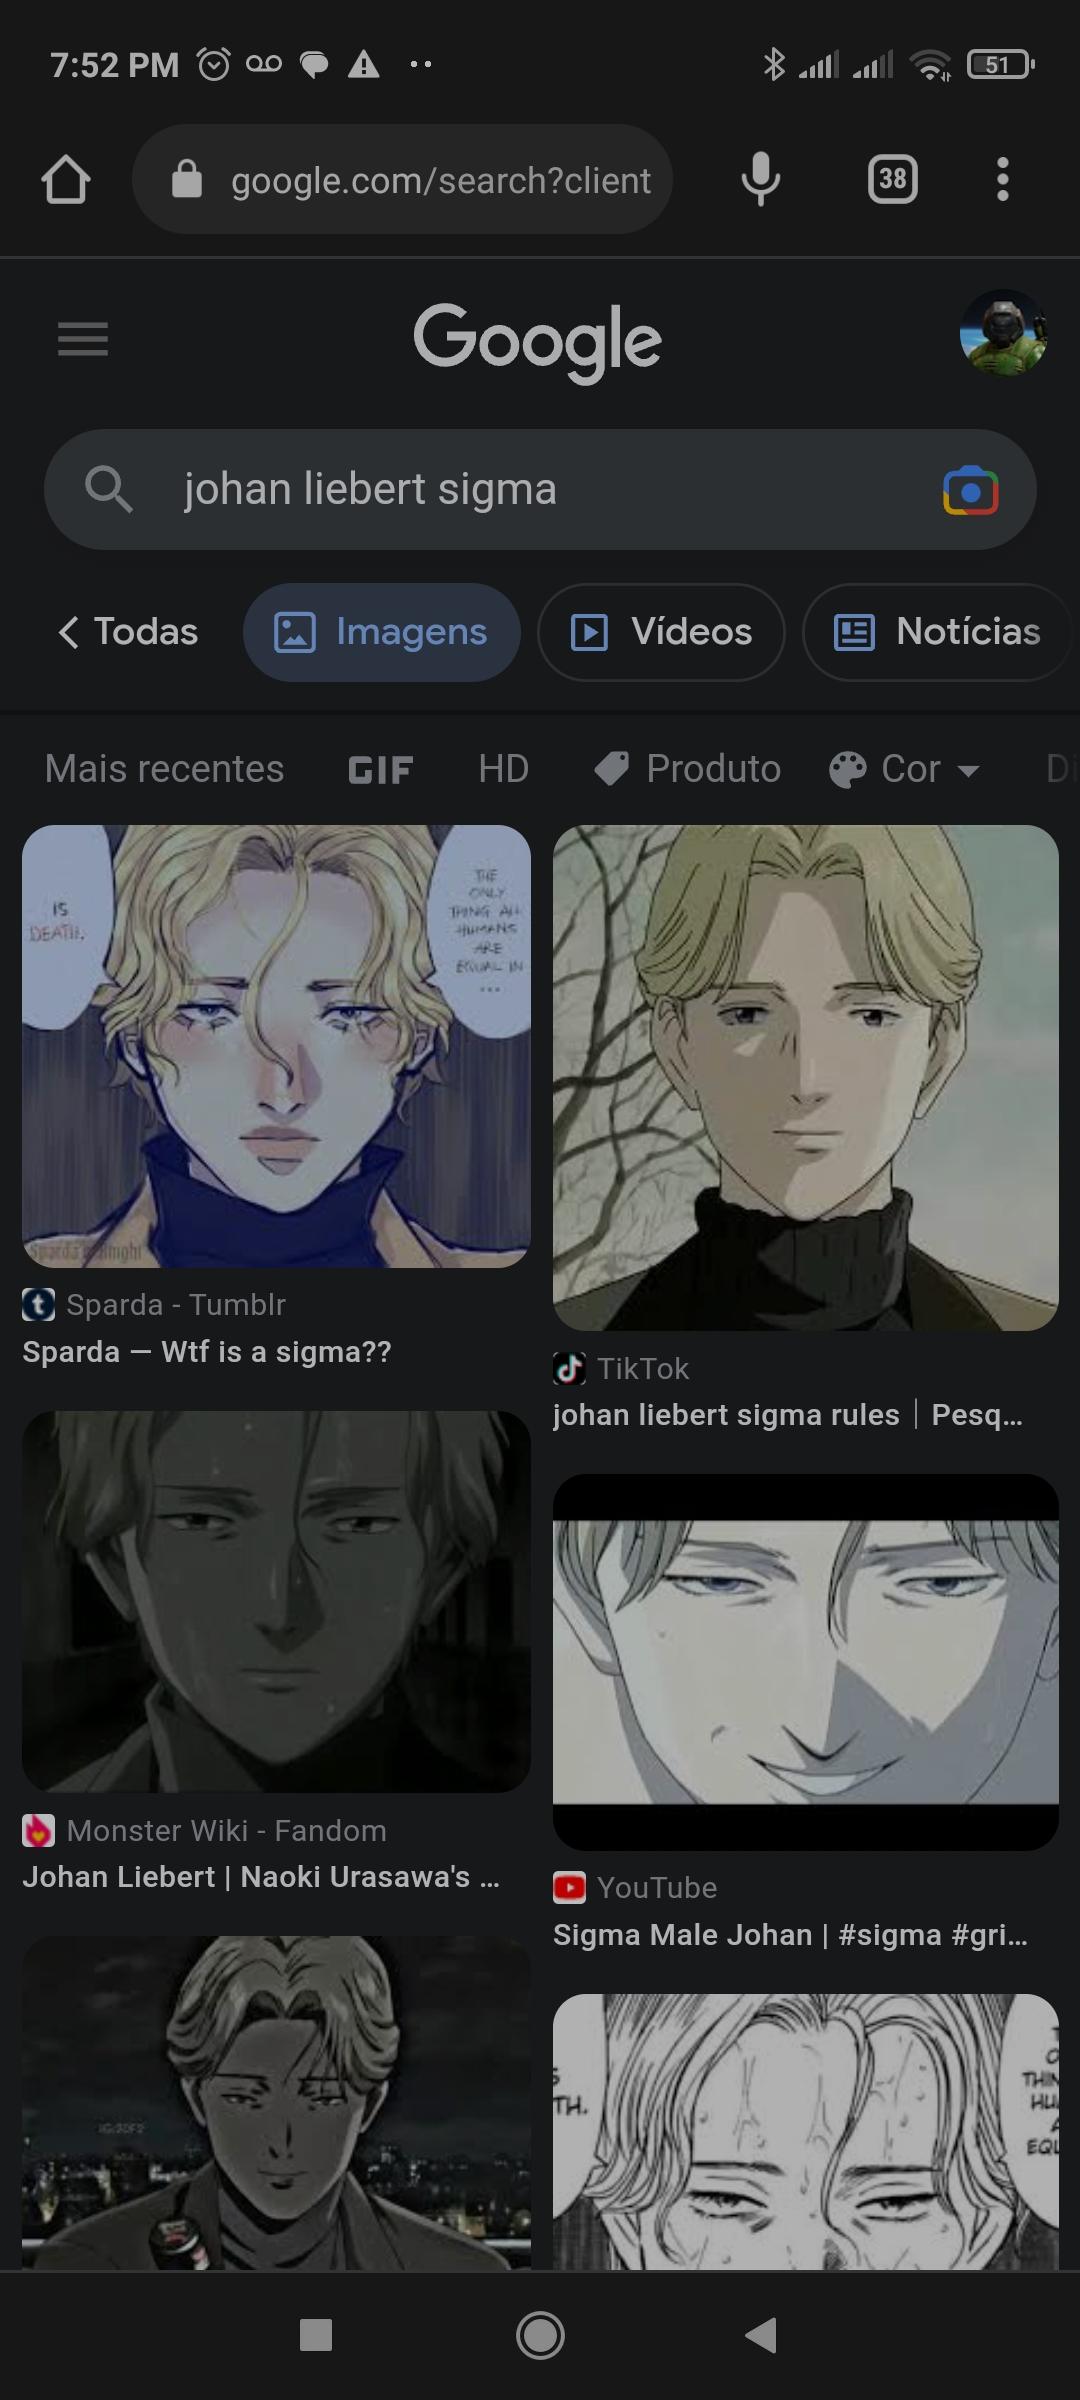 7:52 PM
51
google.com/search?client
38
Google
johan liebert sigma
Todas
Imagens
Vídeos
Notícias
Mais recentes
GIF
HD
Produto
Cor
IS
DEATH.
THE
ONLY
THING ALL
HUMANS
ARE
EQUAL IN
...
Sparda - Tumblr
Sparda — Wtf is a sigma??
TikTok
johan liebert sigma rules | Pesq...
Monster Wiki - Fandom
Johan Liebert | Naoki Urasawa's ...
YouTube
Sigma Male Johan | #sigma #gri...
TH.
THIN
HU
EQU